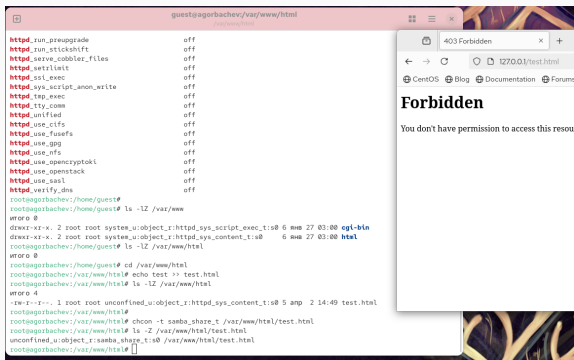 guest@agorbachev:/var/www/html
/var/www/html
httpd_run_preupgrade off
httpd_run_stickshift off
httpd_serve_cobbler_files off
httpd_setrlimit off
httpd_ssi_exec off
httpd_sys_script_anon_write off
httpd_tmp_exec off
httpd_tty_comm off
httpd_unified off
httpd_use_cifs off
httpd_use_fusefs off
httpd_use_gpg off
httpd_use_nfs off
httpd_use_opencryptoki off
httpd_use_openstack off
httpd_use_sasl off
httpd_verify_dns off
root@agorbachev:/home/guest#
root@agorbachev:/home/guest# ls -lZ /var/www
итого 0
drwxr-xr-x. 2 root root system_u:object_r:httpd_sys_script_exec_t:s0 6 янв 27 03:00 cgi-bin
drwxr-xr-x. 2 root root system_u:object_r:httpd_sys_content_t:s0 6 янв 27 03:00 html
root@agorbachev:/home/guest# ls -lZ /var/www/html
итого 0
root@agorbachev:/home/guest# cd /var/www/html
root@agorbachev:/var/www/html# echo test >> test.html
root@agorbachev:/var/www/html# ls -lZ /var/www/html
итого 4
-rw-r--r--. 1 root root unconfined_u:object_r:httpd_sys_content_t:s0 5 апр 2 14:49 test.html
root@agorbachev:/var/www/html#
root@agorbachev:/var/www/html# chcon -t samba_share_t /var/www/html/test.html
root@agorbachev:/var/www/html# ls -Z /var/www/html/test.html
unconfined_u:object_r:samba_share_t:s0 /var/www/html/test.html
root@agorbachev:/var/www/html#
403 Forbidden
127.0.0.1/test.html
CentOS Blog Documentation Forums
Forbidden
You don't have permission to access this resou